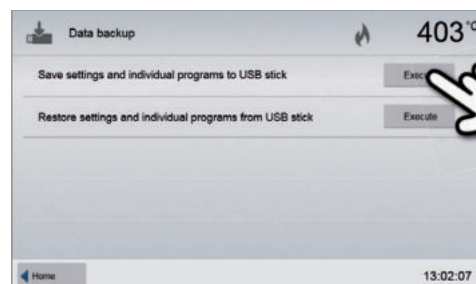 Data backup
403 °C
Save settings and individual programs to USB stick
Restore settings and individual programs from USB stick
Execute
Home
13:02:07